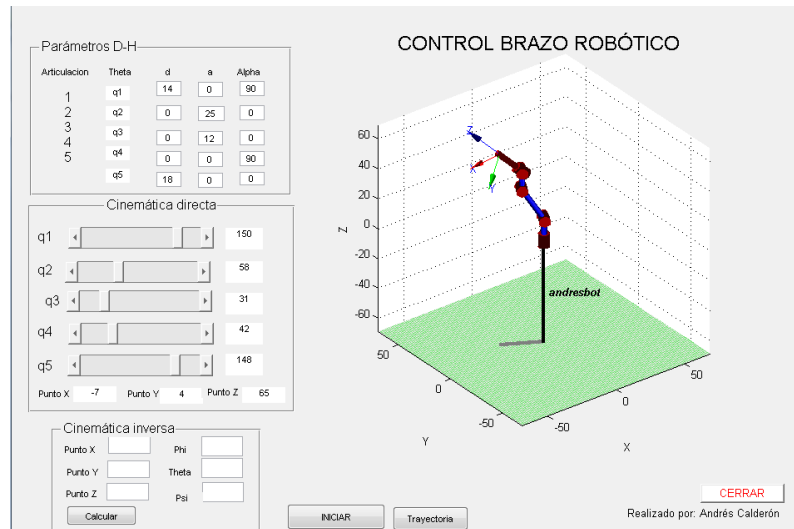 CONTROL BRAZO ROBÓTICO
Parámetros D-H
Articulacion Theta d a Alpha
1 q1 14 0 90
2 q2 0 25 0
3 q3 0 12 0
4 q4 0 0 90
5 q5 18 0 0
Cinemática directa
q1 150
q2 58
q3 31
q4 42
q5 148
Punto X -7 Punto Y 4 Punto Z 65
Cinemática inversa
Punto X Phi
Punto Y Theta
Punto Z Psi
Calcular
INICIAR
Trayectoria
60
40
20
0
-20
-40
-60
Z
Z
X
Y
andresbot
50
0
-50
Y
-50
0
50
X
CERRAR
Realizado por: Andrés Calderón